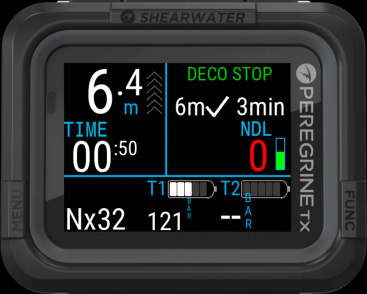 SHEARWATER
6.4
m
DECO STOP
6m✓ 3min
TIME
00:50
NDL
0
T1
T2
BAR
BAR
Nx32
121
--
PEREGRINE TX
MENU
FUNC